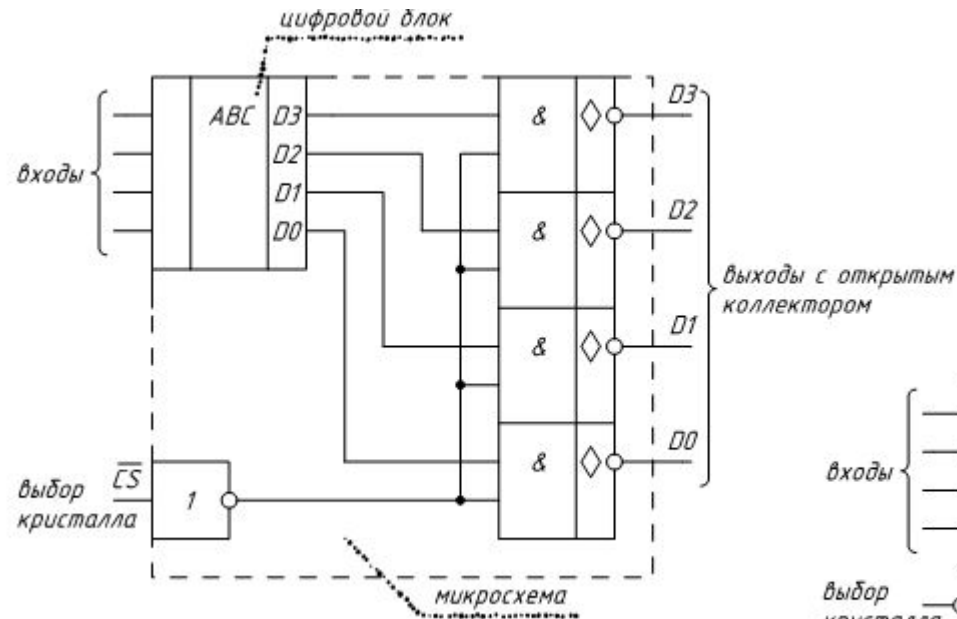 цифровой блок
входы
ABC
D3
D2
D1
D0
&
&
&
&
D3
D2
D1
D0
выходы с открытым
коллектором
CS
выбор
кристалла
1
микросхема
входы
выбор